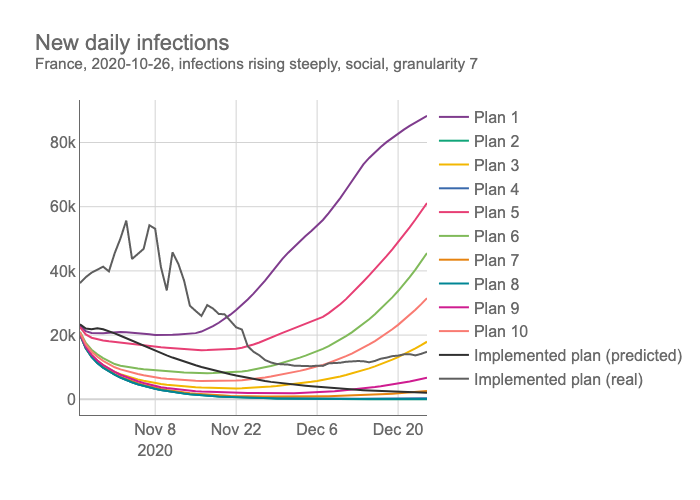 New daily infections
France, 2020-10-26, infections rising steeply, social, granularity 7
80k
60k
40k
20k
0
Nov 8
2020
Nov 22
Dec 6
Dec 20
Plan 1
Plan 2
Plan 3
Plan 4
Plan 5
Plan 6
Plan 7
Plan 8
Plan 9
Plan 10
Implemented plan (predicted)
Implemented plan (real)